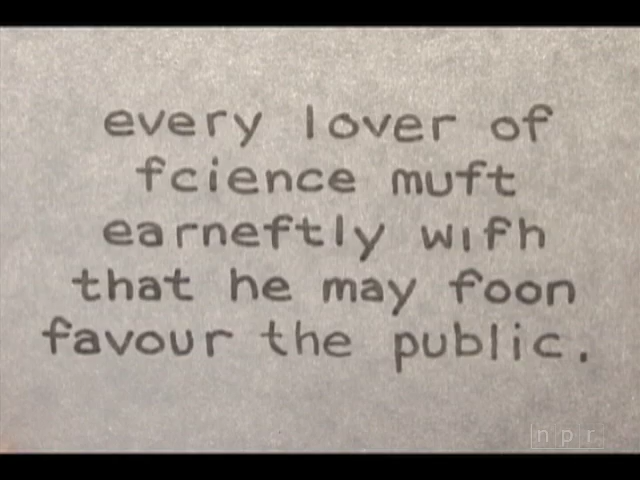 every lover of
fcience muft
earneftly wifh
that he may foon
favour the public.
npr